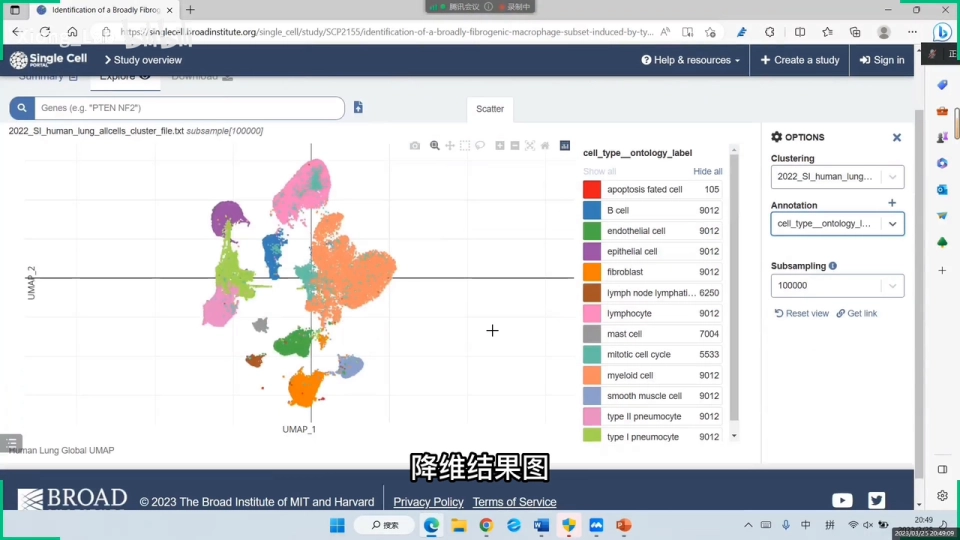 Identification of a Broadly Fibrog
腾讯会议
录制中
https://singlecell.broadinstitute.org/single_cell/study/SCP2155/identification-of-a-broadly-fibrogenic-macrophage-subset-induced-by-ty...
Single Cell
PORTAL
Study overview
Help & resources
Create a study
Sign in
正
Summary
Explore
Download
Genes (e.g. "PTEN NF2")
Scatter
2022_SI_human_lung_allcells_cluster_file.txt subsample[100000]
UMAP_2
UMAP_1
cell_type__ontology_label
Show all
Hide all
apoptosis fated cell 105
B cell 9012
endothelial cell 9012
epithelial cell 9012
fibroblast 9012
lymph node lymphati... 6250
lymphocyte 9012
mast cell 7004
mitotic cell cycle 5533
myeloid cell 9012
smooth muscle cell 9012
type II pneumocyte 9012
type I pneumocyte 9012
OPTIONS
Clustering
2022_SI_human_lung...
Annotation
cell_type__ontology_l...
Subsampling
100000
Reset view
Get link
Human Lung Global UMAP
降维结果图
BROAD
© 2023 The Broad Institute of MIT and Harvard
Privacy Policy
Terms of Service
搜索
中
拼
20:49
2023/03/25 20:49:09